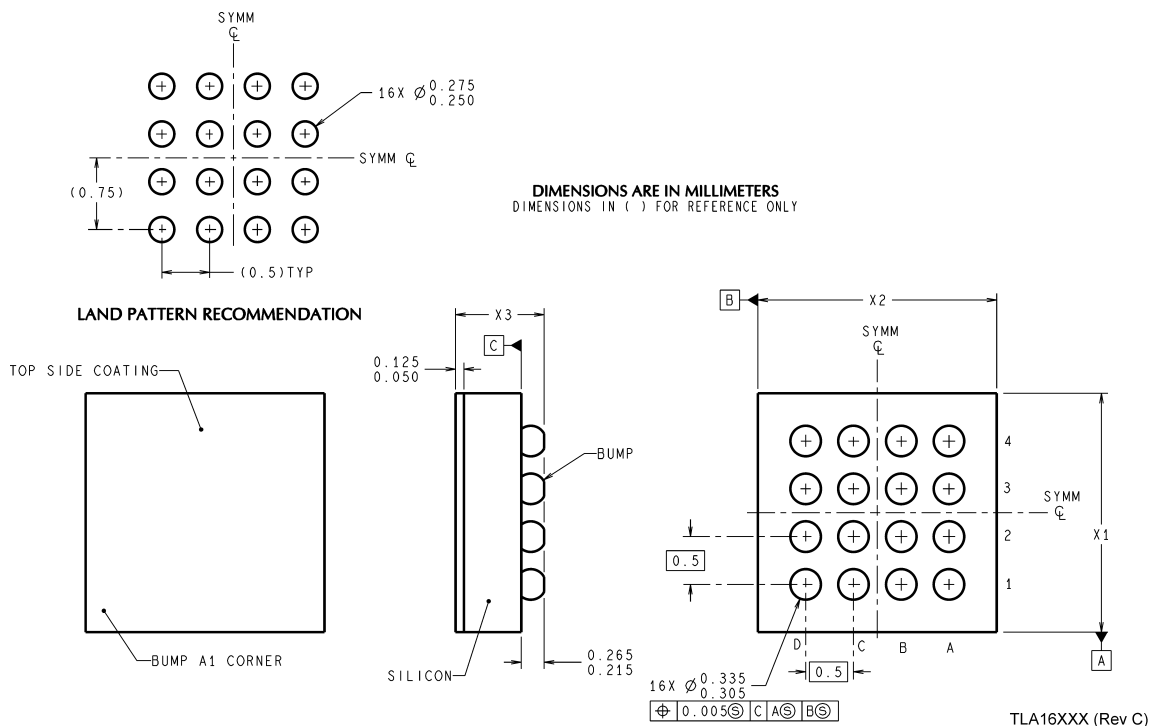 SYMM
℄
16X ⌀ 0.275
0.250
SYMM ℄
(0.75)
(0.5)TYP
DIMENSIONS ARE IN MILLIMETERS
DIMENSIONS IN ( ) FOR REFERENCE ONLY
LAND PATTERN RECOMMENDATION
TOP SIDE COATING
BUMP A1 CORNER
X3
C
0.125
0.050
BUMP
SILICON
0.265
0.215
B
X2
SYMM
℄
4
3
SYMM
℄
2
X1
0.5
1
D C B A
A
0.5
16X ⌀ 0.335
0.305
⌖ 0.005Ⓢ C AⓈ BⓈ
TLA16XXX (Rev C)